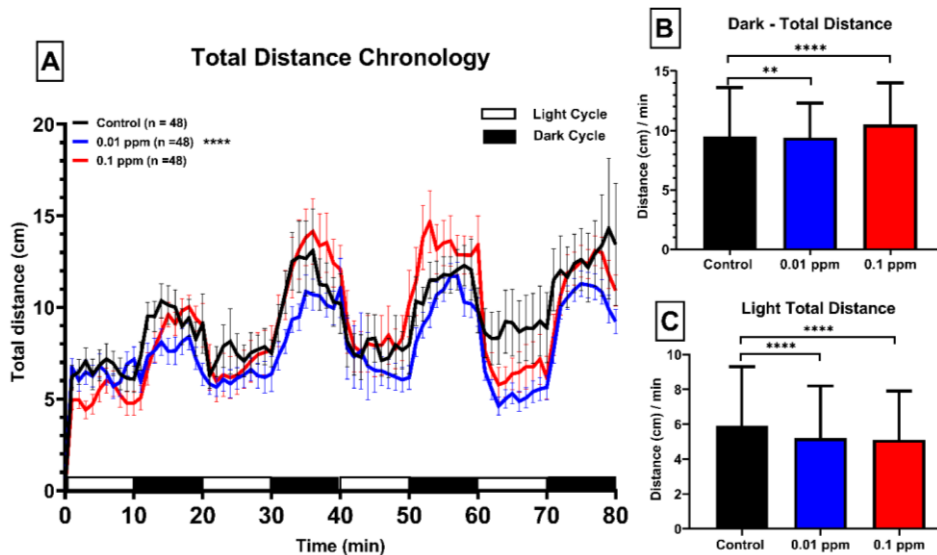 A
Total Distance Chronology
Control (n = 48)
0.01 ppm (n =48) ****
0.1 ppm (n =48)
Light Cycle
Dark Cycle
Total distance (cm)
20
15
10
5
0
0 10 20 30 40 50 60 70 80
Time (min)
B
Dark - Total Distance
****
**
Distance (cm) / min
15
10
5
0
Control 0.01 ppm 0.1 ppm
C
Light Total Distance
****
****
Distance (cm) / min
10
8
6
4
2
0
Control 0.01 ppm 0.1 ppm